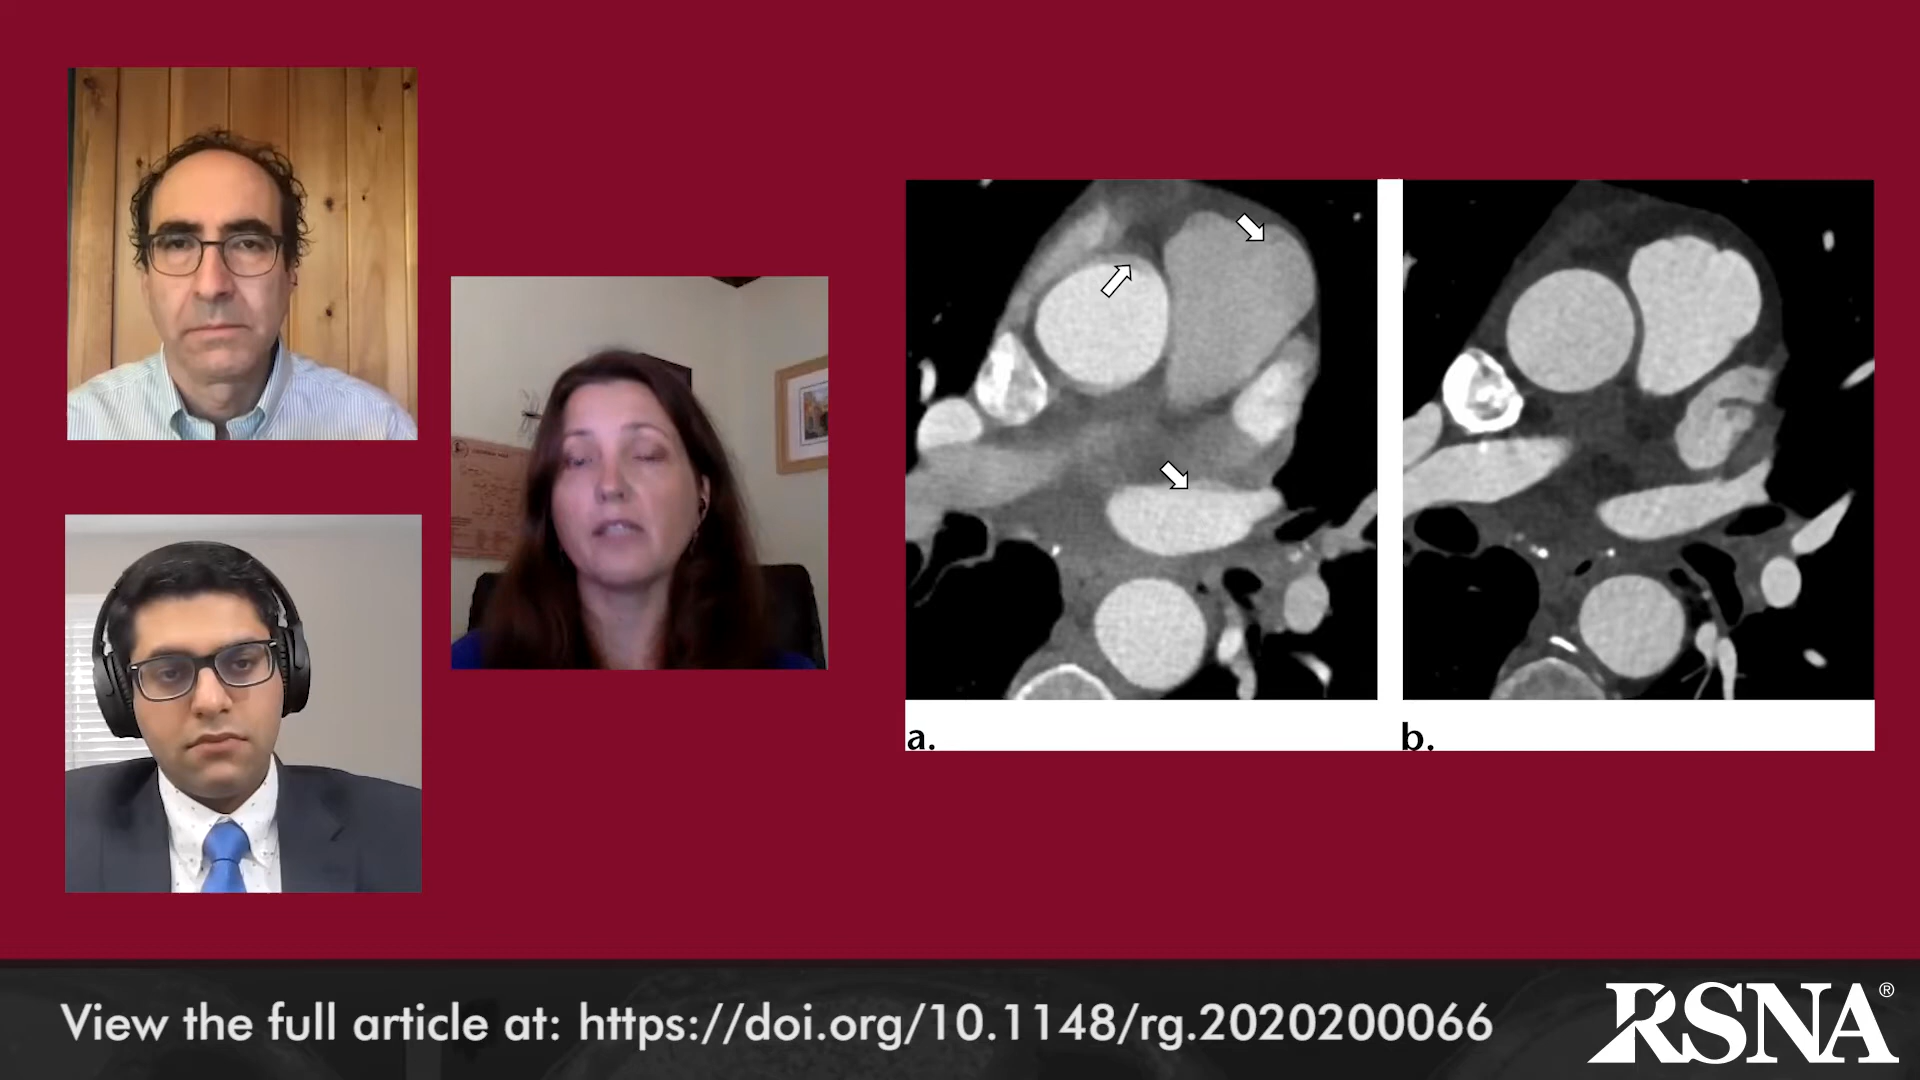 a.
b.
View the full article at: https://doi.org/10.1148/rg.2020200066
RSNA®